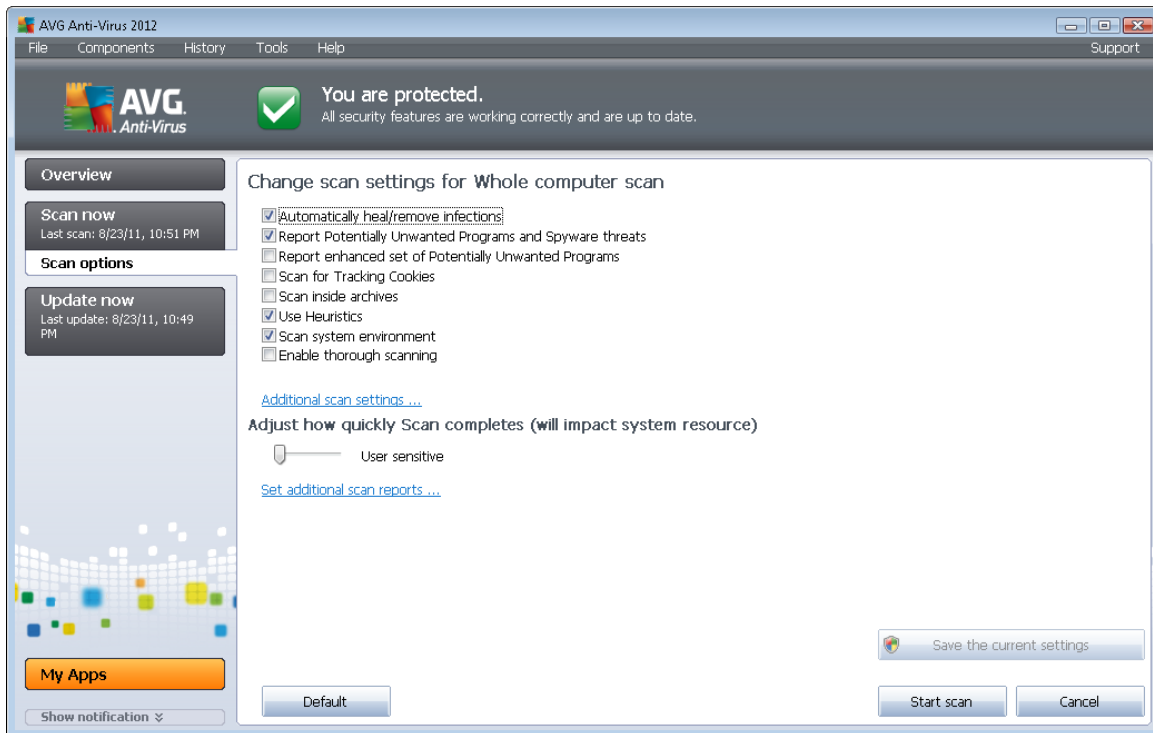 AVG Anti-Virus 2012
File Components History Tools Help Support
AVG.
Anti-Virus
You are protected.
All security features are working correctly and are up to date.
Overview
Scan now
Last scan: 8/23/11, 10:51 PM
Scan options
Update now
Last update: 8/23/11, 10:49
PM
Change scan settings for Whole computer scan
Automatically heal/remove infections
Report Potentially Unwanted Programs and Spyware threats
Report enhanced set of Potentially Unwanted Programs
Scan for Tracking Cookies
Scan inside archives
Use Heuristics
Scan system environment
Enable thorough scanning
Additional scan settings ...
Adjust how quickly Scan completes (will impact system resource)
User sensitive
Set additional scan reports ...
Save the current settings
My Apps
Show notification
Default
Start scan
Cancel